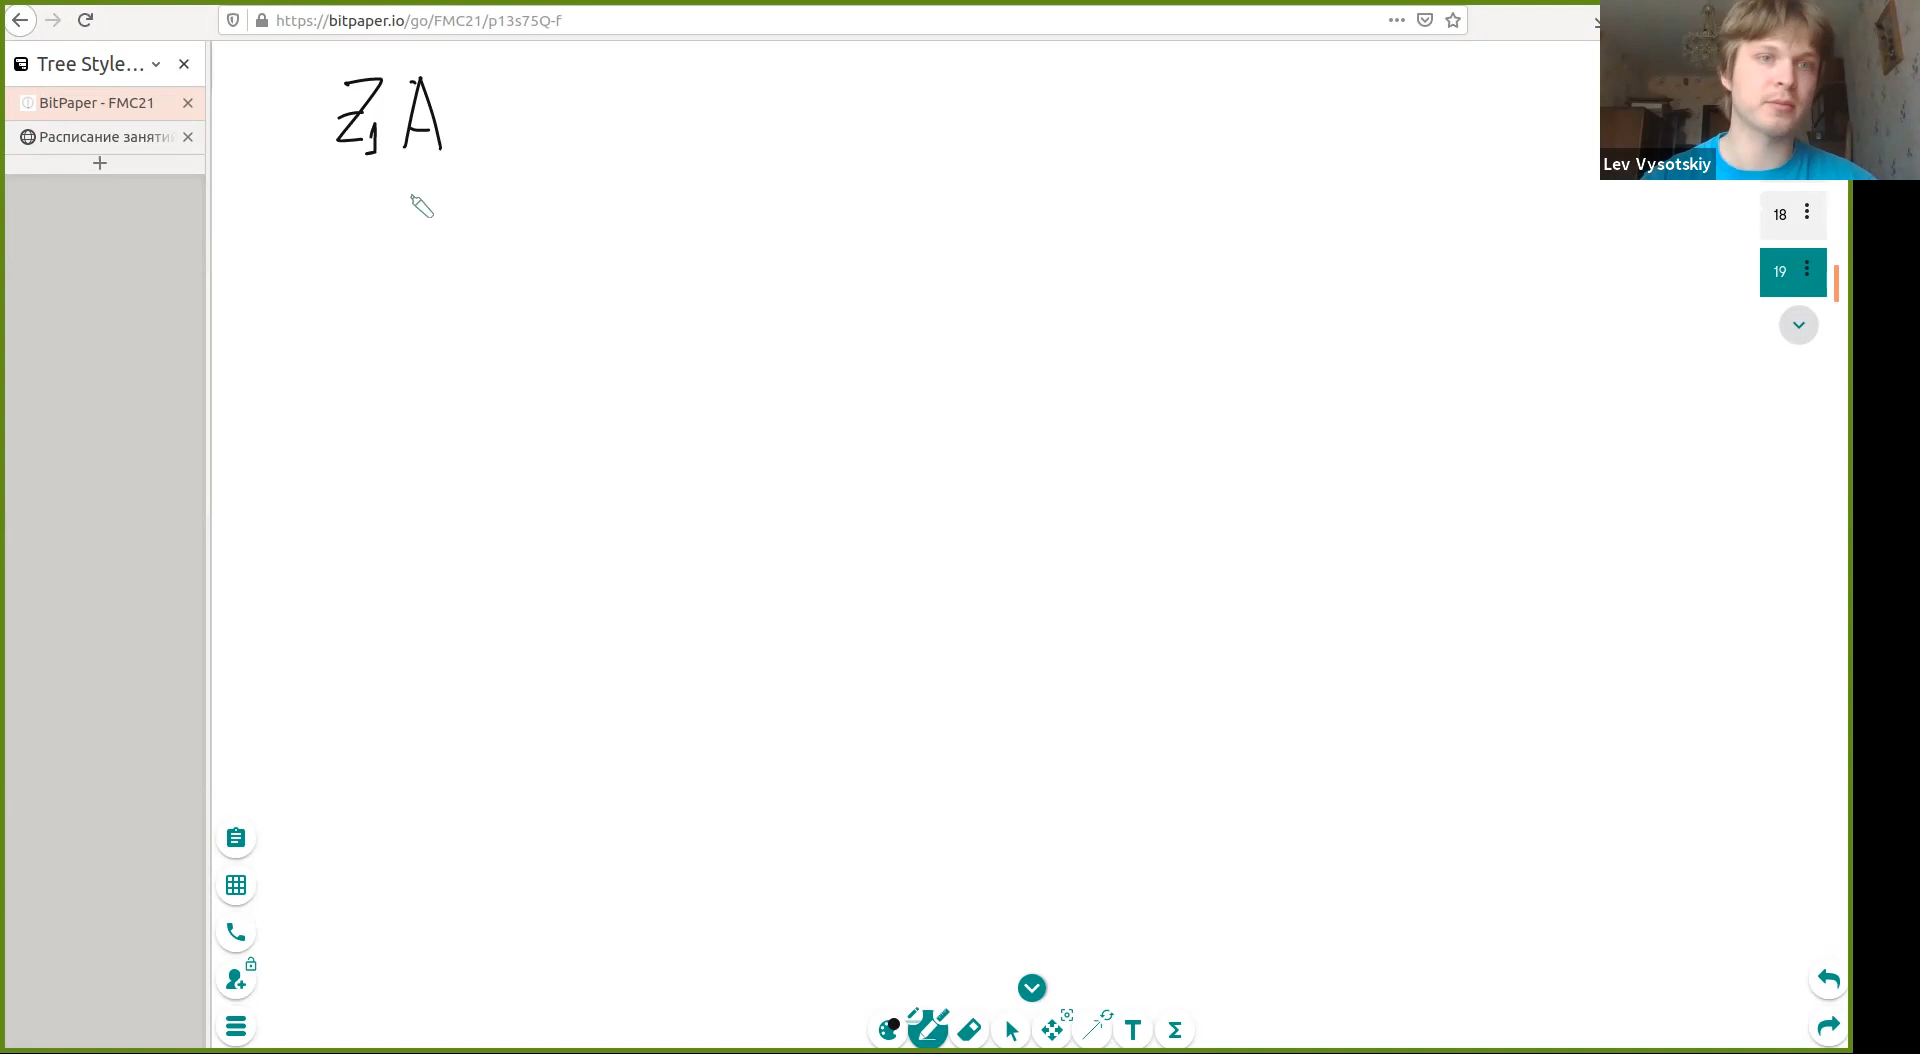 https://bitpaper.io/go/FMC21/p13s75Q-f
Tree Style...
BitPaper - FMC21
Расписание заняти
Z₁ A
Lev Vysotskiy
18
19
T
Σ